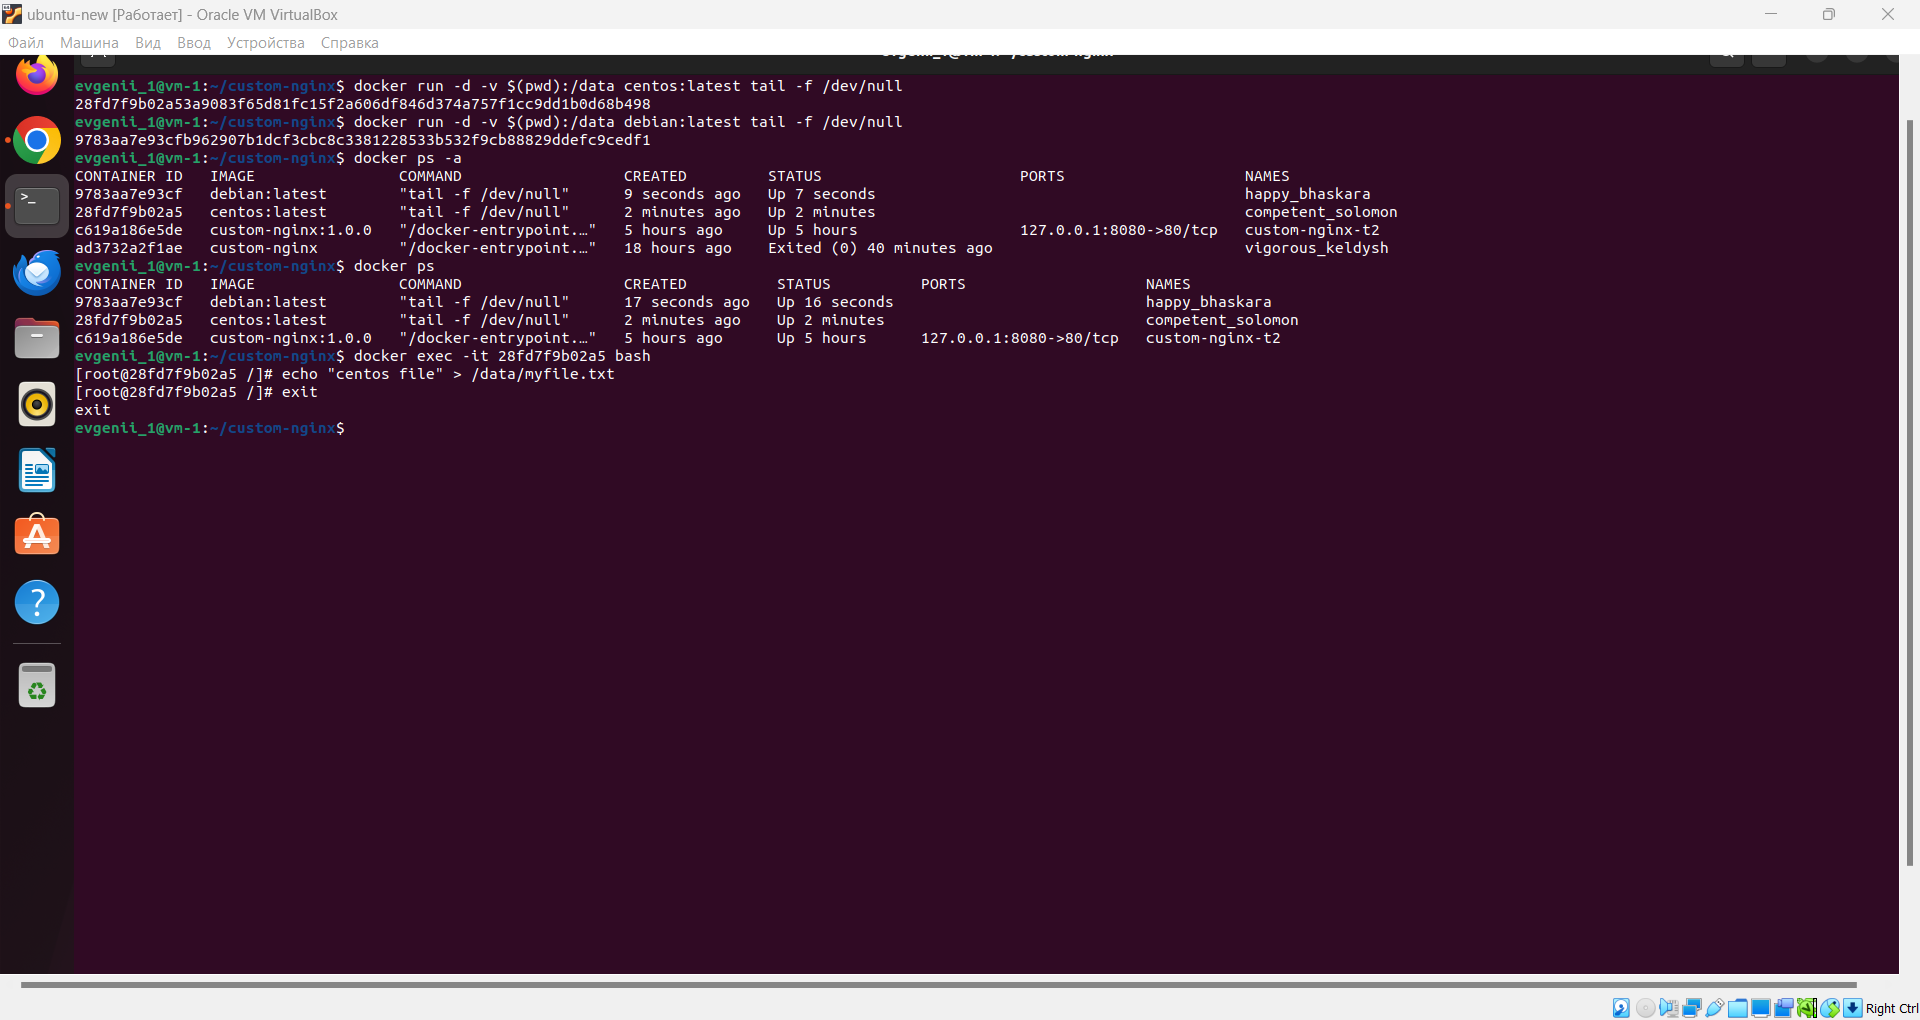 ubuntu-new [Работает] - Oracle VM VirtualBox
Файл Машина Вид Ввод Устройства Справка
evgenii_1@vm-1:~/custom-nginx$ docker run -d -v $(pwd):/data centos:latest tail -f /dev/null
28fd7f9b02a53a9083f65d81fc15f2a606df846d374a757f1cc9dd1b0d68b498
evgenii_1@vm-1:~/custom-nginx$ docker run -d -v $(pwd):/data debian:latest tail -f /dev/null
9783aa7e93cfb962907b1dcf3cbc8c3381228533b532f9cb88829ddefc9cedf1
evgenii_1@vm-1:~/custom-nginx$ docker ps -a
CONTAINER ID IMAGE COMMAND CREATED STATUS PORTS NAMES
9783aa7e93cf debian:latest "tail -f /dev/null" 9 seconds ago Up 7 seconds happy_bhaskara
28fd7f9b02a5 centos:latest "tail -f /dev/null" 2 minutes ago Up 2 minutes competent_solomon
c619a186e5de custom-nginx:1.0.0 "/docker-entrypoint.…" 5 hours ago Up 5 hours 127.0.0.1:8080->80/tcp custom-nginx-t2
ad3732a2f1ae custom-nginx "/docker-entrypoint.…" 18 hours ago Exited (0) 40 minutes ago vigorous_keldysh
evgenii_1@vm-1:~/custom-nginx$ docker ps
CONTAINER ID IMAGE COMMAND CREATED STATUS PORTS NAMES
9783aa7e93cf debian:latest "tail -f /dev/null" 17 seconds ago Up 16 seconds happy_bhaskara
28fd7f9b02a5 centos:latest "tail -f /dev/null" 2 minutes ago Up 2 minutes competent_solomon
c619a186e5de custom-nginx:1.0.0 "/docker-entrypoint.…" 5 hours ago Up 5 hours 127.0.0.1:8080->80/tcp custom-nginx-t2
evgenii_1@vm-1:~/custom-nginx$ docker exec -it 28fd7f9b02a5 bash
[root@28fd7f9b02a5 /]# echo "centos file" > /data/myfile.txt
[root@28fd7f9b02a5 /]# exit
exit
evgenii_1@vm-1:~/custom-nginx$
Right Ctrl